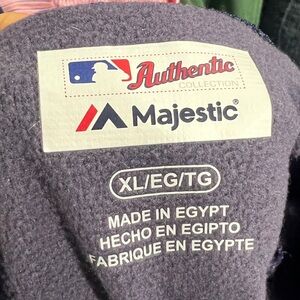 Authentic
COLLECTION
Majestic®
XL/EG/TG
MADE IN EGYPT
HECHO EN EGIPTO
FABRIQUE EN EGYPTE